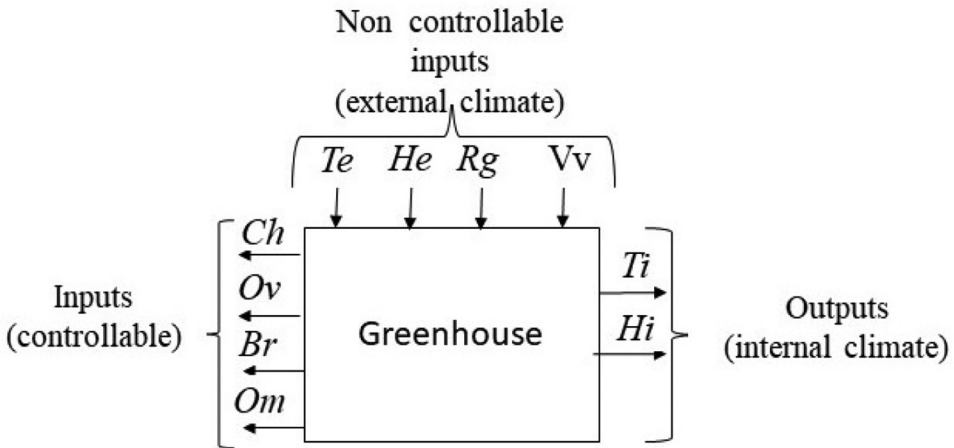 Non controllable
inputs
(external climate)
Te He Rg Vv
Ch
Ov
Br
Om
Inputs
(controllable)
Greenhouse
Ti
Hi
Outputs
(internal climate)